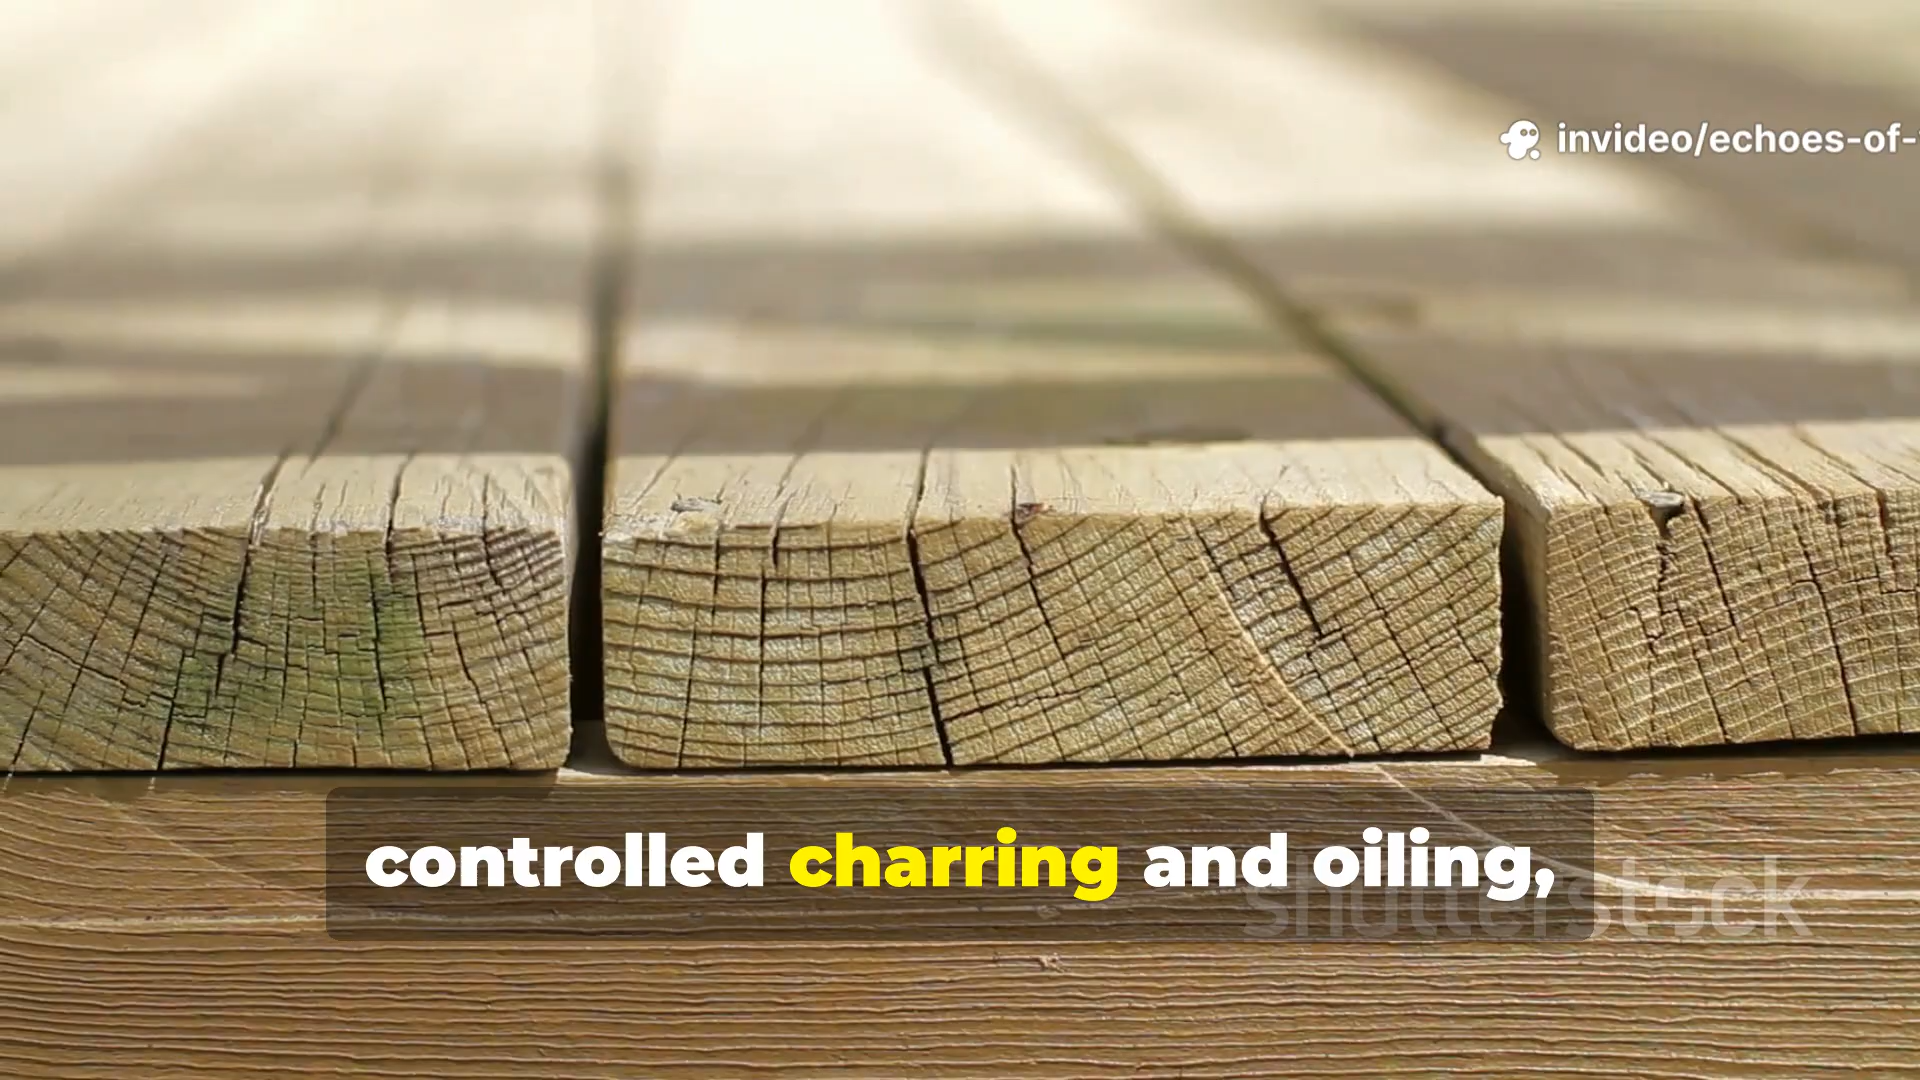 invideo/echoes-of-
controlled charring and oiling,
shutterstock